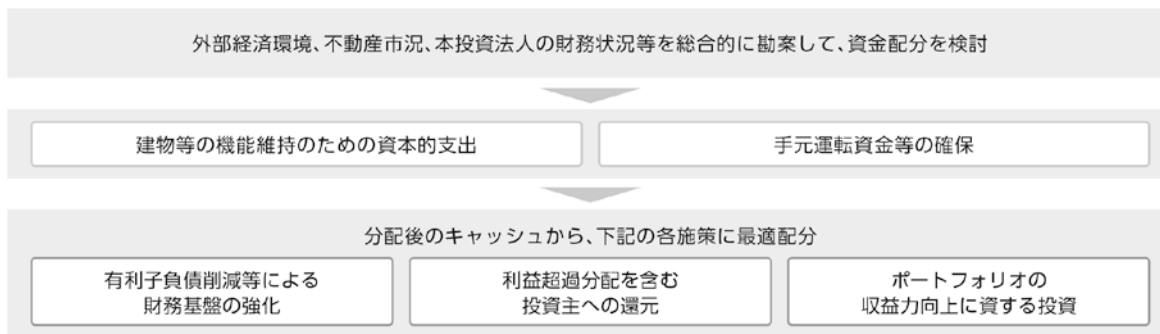 外部経済環境、不動産市況、本投資法人の財務状況等を総合的に勘案して、資金配分を検討
建物等の機能維持のための資本的支出
手元運転資金等の確保
分配後のキャッシュから、下記の各施策に最適配分
有利子負債削減等による
財務基盤の強化
利益超過分配を含む
投資主への還元
ポートフォリオの
収益力向上に資する投資